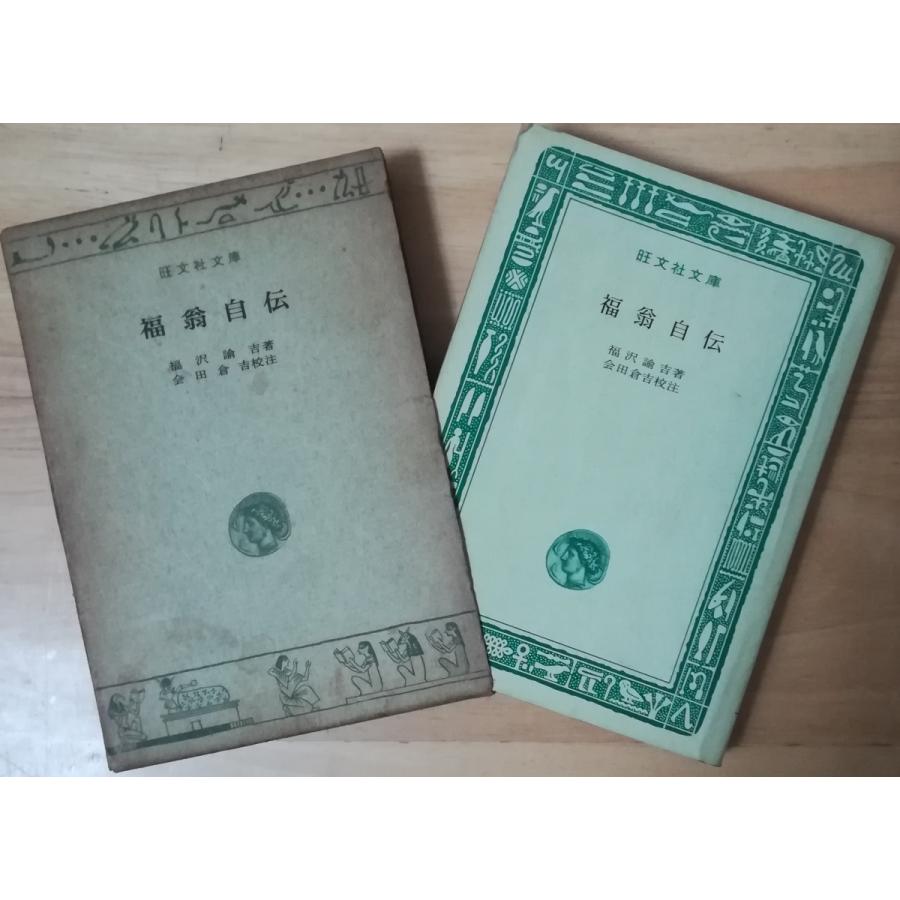 旺文社文庫
福翁自伝
福沢諭吉著
会田倉吉校注
旺文社文庫
福翁自伝
福沢諭吉著
会田倉吉校注